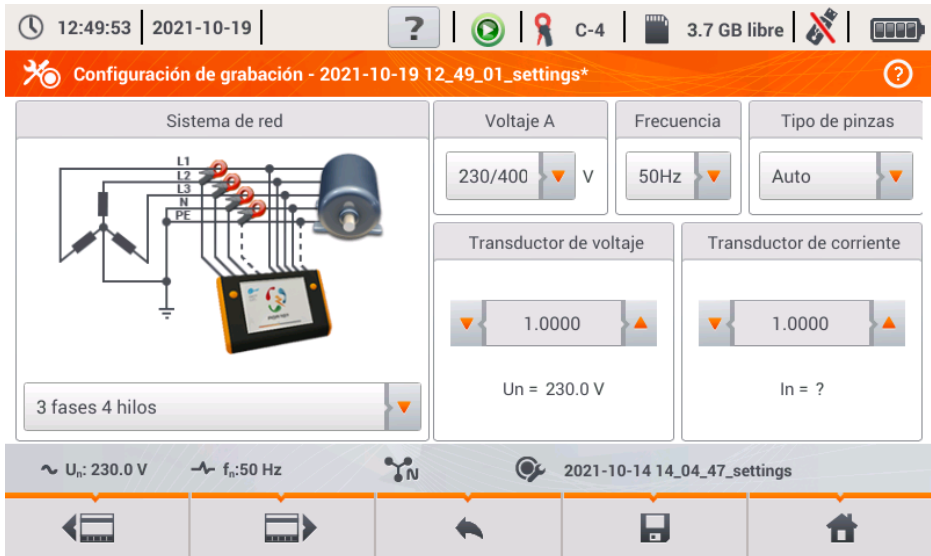 12:49:53 2021-10-19 ? C-4 3.7 GB libre
Configuración de grabación - 2021-10-19 12_49_01_settings* ?
Sistema de red
L1
L2
L3
N
PE
3 fases 4 hilos
Voltaje A
230/400 V
Frecuencia
50Hz
Tipo de pinzas
Auto
Transductor de voltaje
1.0000
Un = 230.0 V
Transductor de corriente
1.0000
In = ?
Un: 230.0 V fn:50 Hz N 2021-10-14 14_04_47_settings